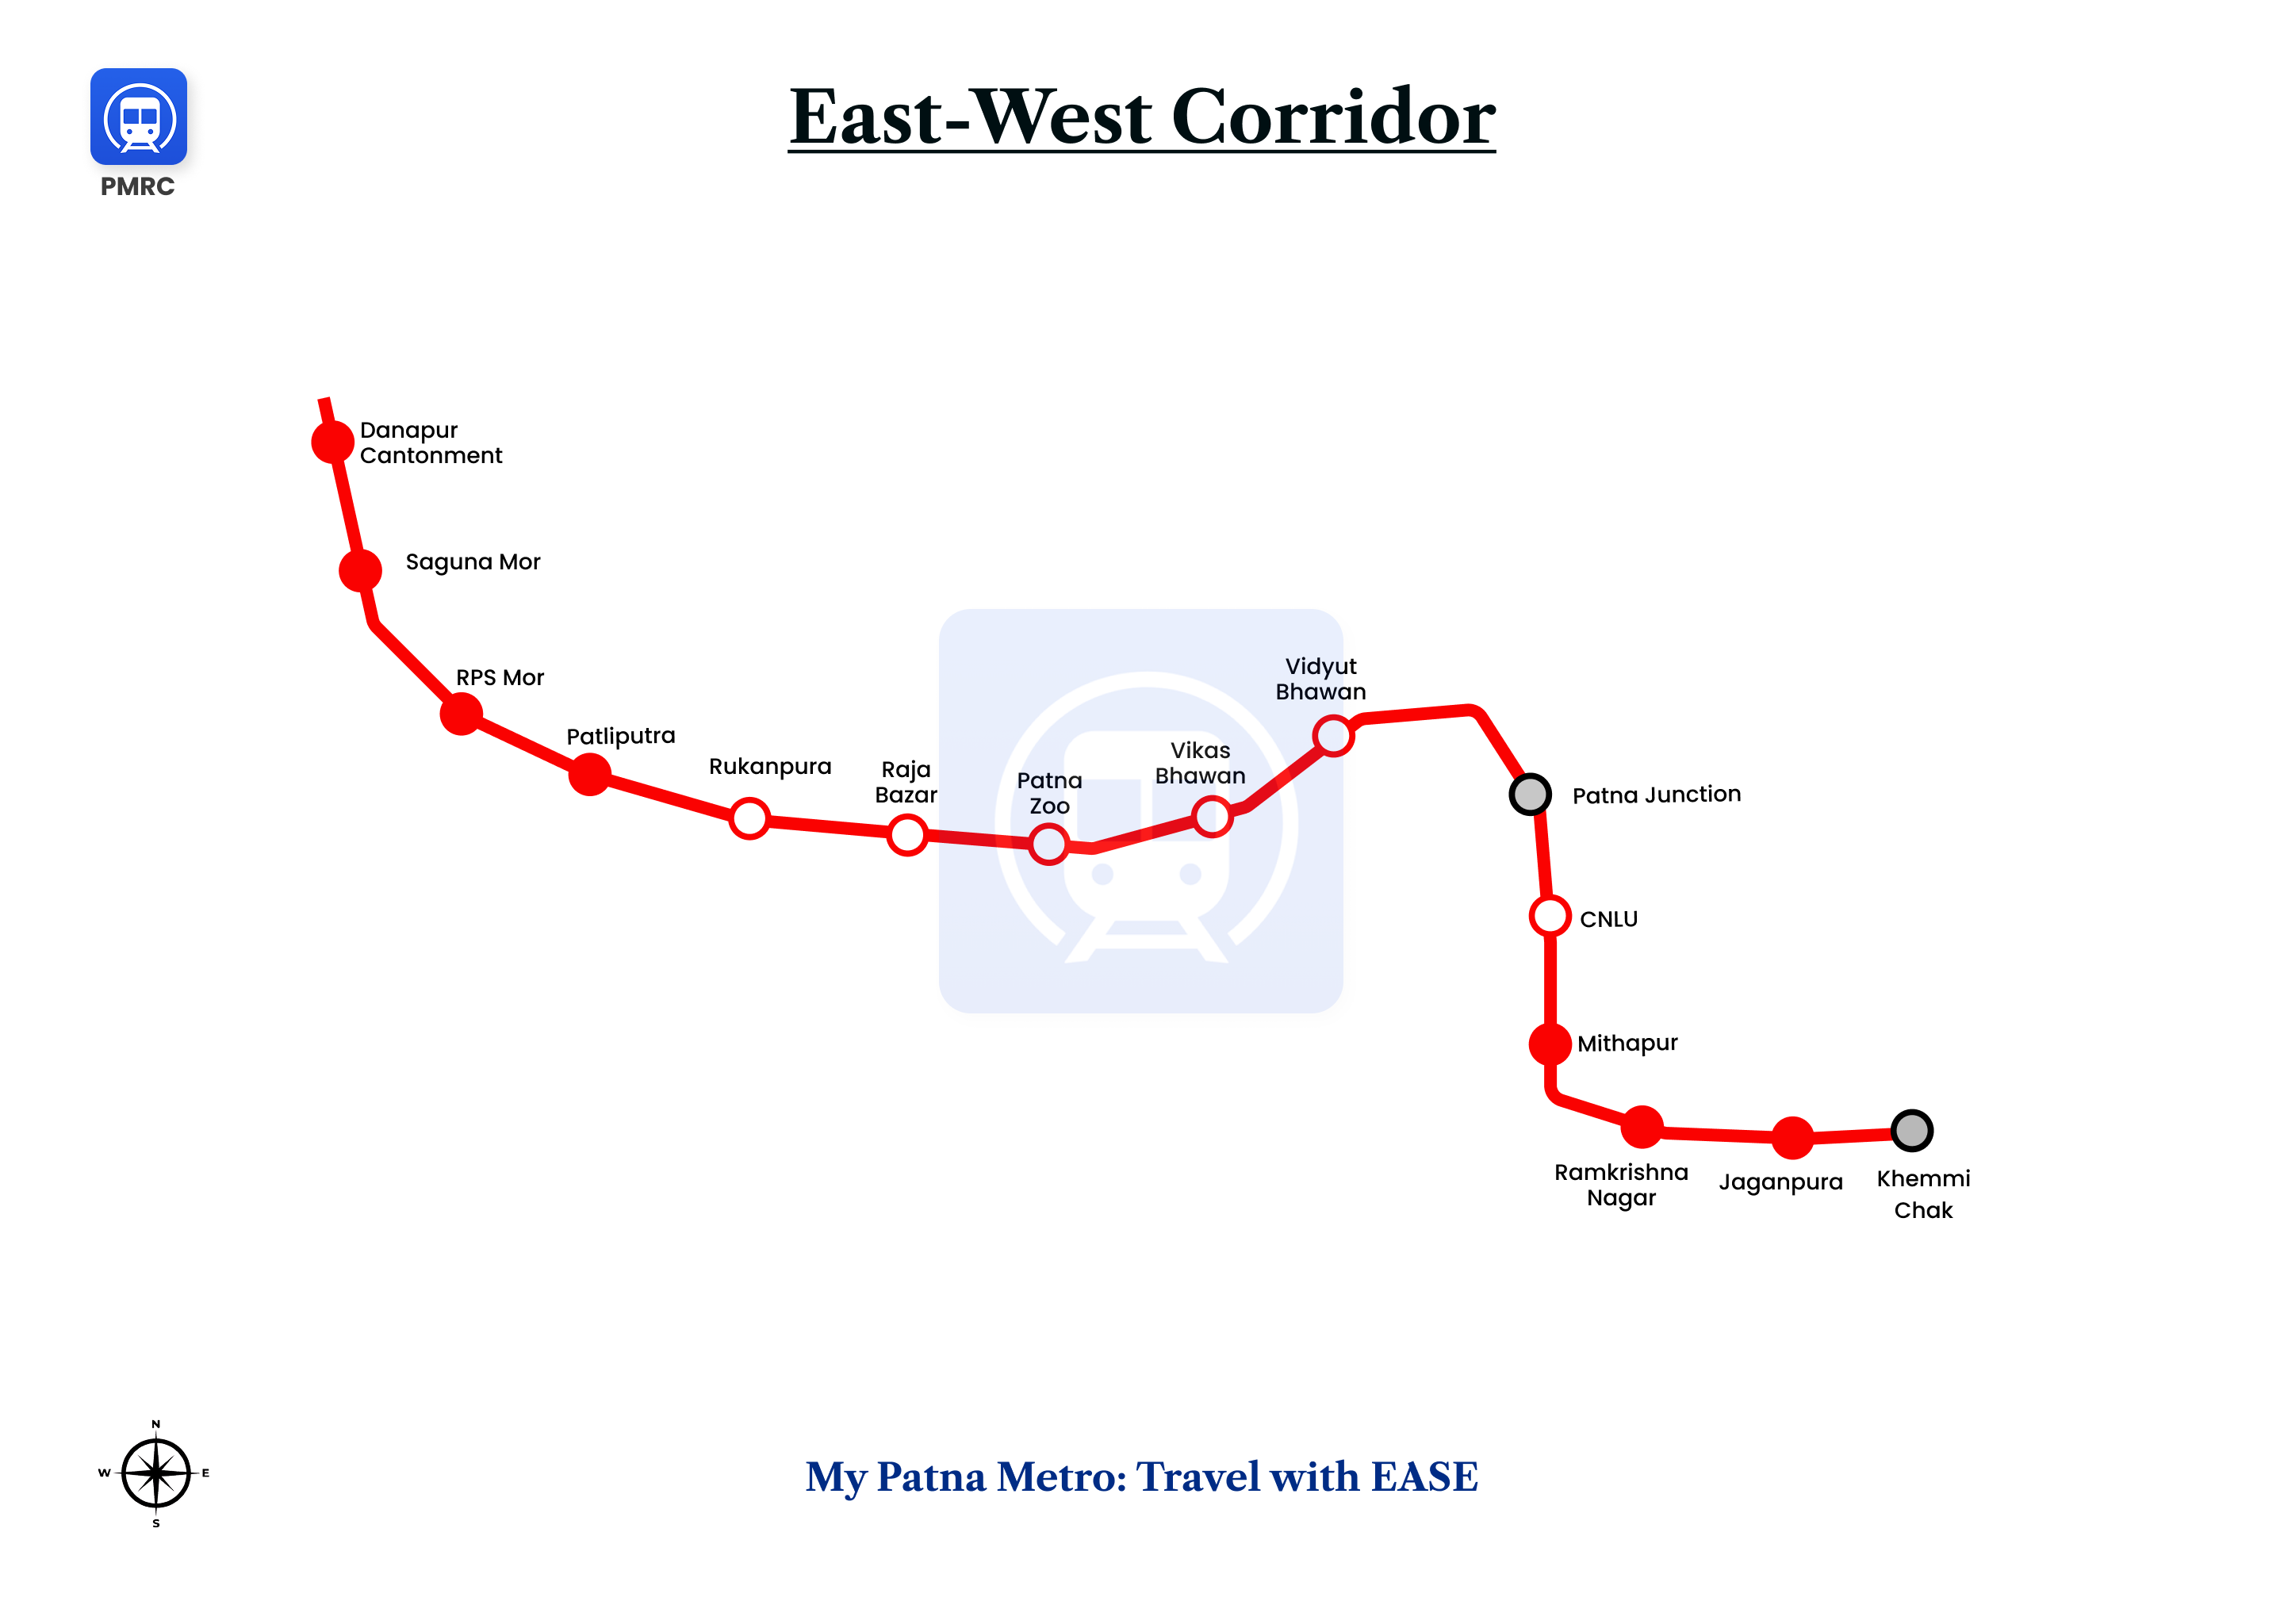 East-West Corridor
PMRC
Danapur
Cantonment
Saguna Mor
RPS Mor
Patliputra
Rukanpura
Raja
Bazar
Patna
Zoo
Vikas
Bhawan
Vidyut
Bhawan
Patna Junction
CNLU
Mithapur
Ramkrishna
Nagar
Jaganpura
Khemmi
Chak
N
W
E
S
My Patna Metro: Travel with EASE